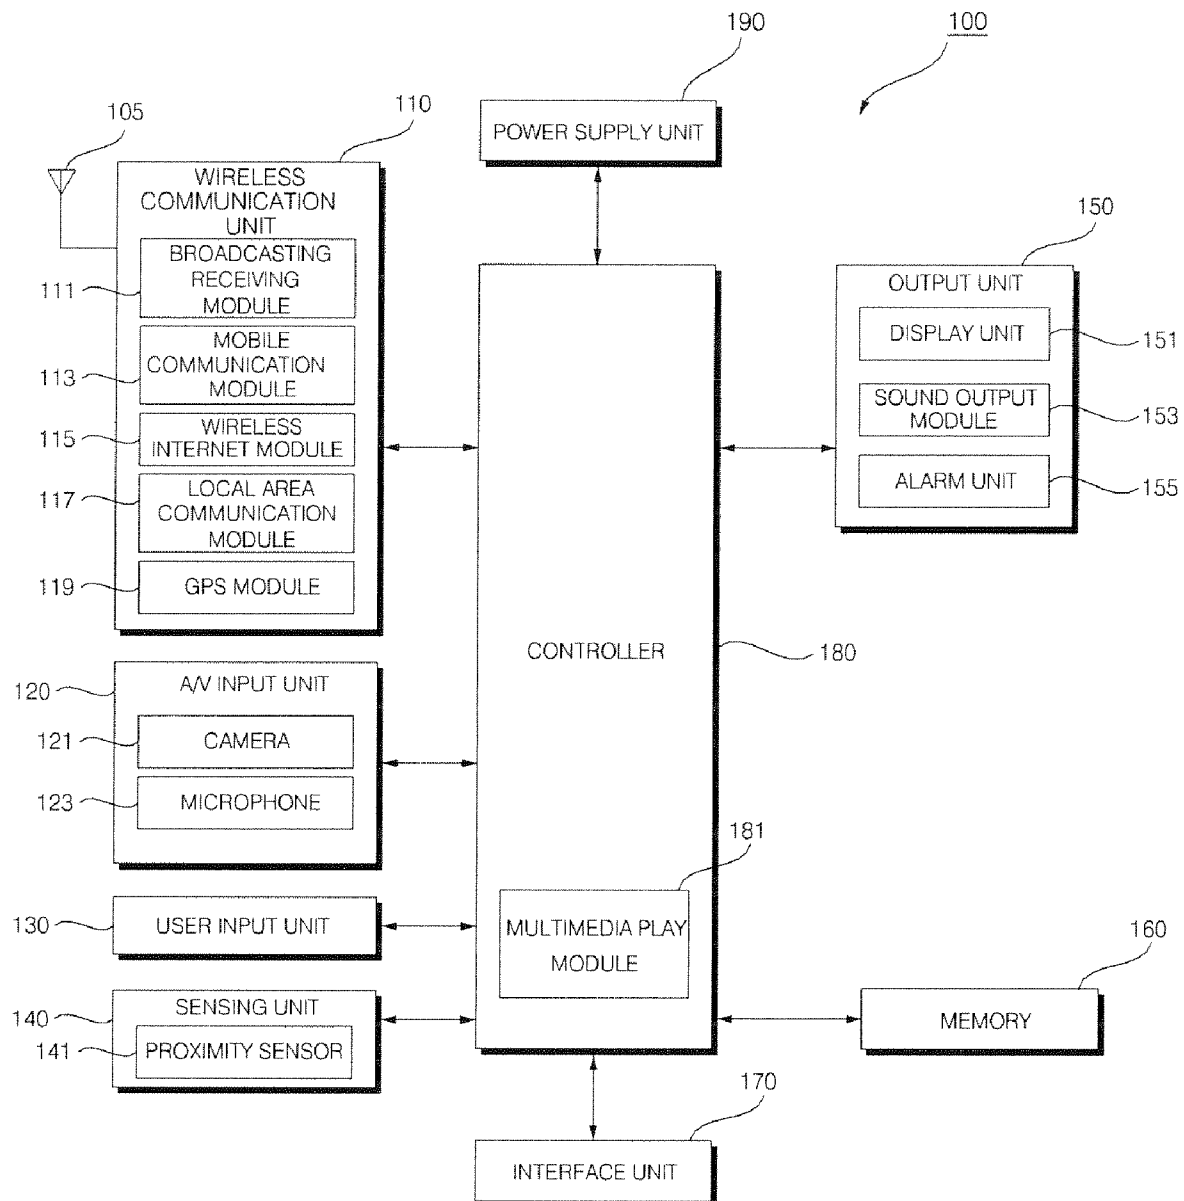 100
190
POWER SUPPLY UNIT
105
110
WIRELESS
COMMUNICATION
UNIT
BROADCASTING
RECEIVING
MODULE
111
MOBILE
COMMUNICATION
MODULE
113
WIRELESS
INTERNET MODULE
115
LOCAL AREA
COMMUNICATION
MODULE
117
GPS MODULE
119
150
OUTPUT UNIT
DISPLAY UNIT
151
SOUND OUTPUT
MODULE
153
ALARM UNIT
155
CONTROLLER
180
A/V INPUT UNIT
120
CAMERA
121
MICROPHONE
123
181
MULTIMEDIA PLAY
MODULE
USER INPUT UNIT
130
SENSING UNIT
140
PROXIMITY SENSOR
141
160
MEMORY
170
INTERFACE UNIT